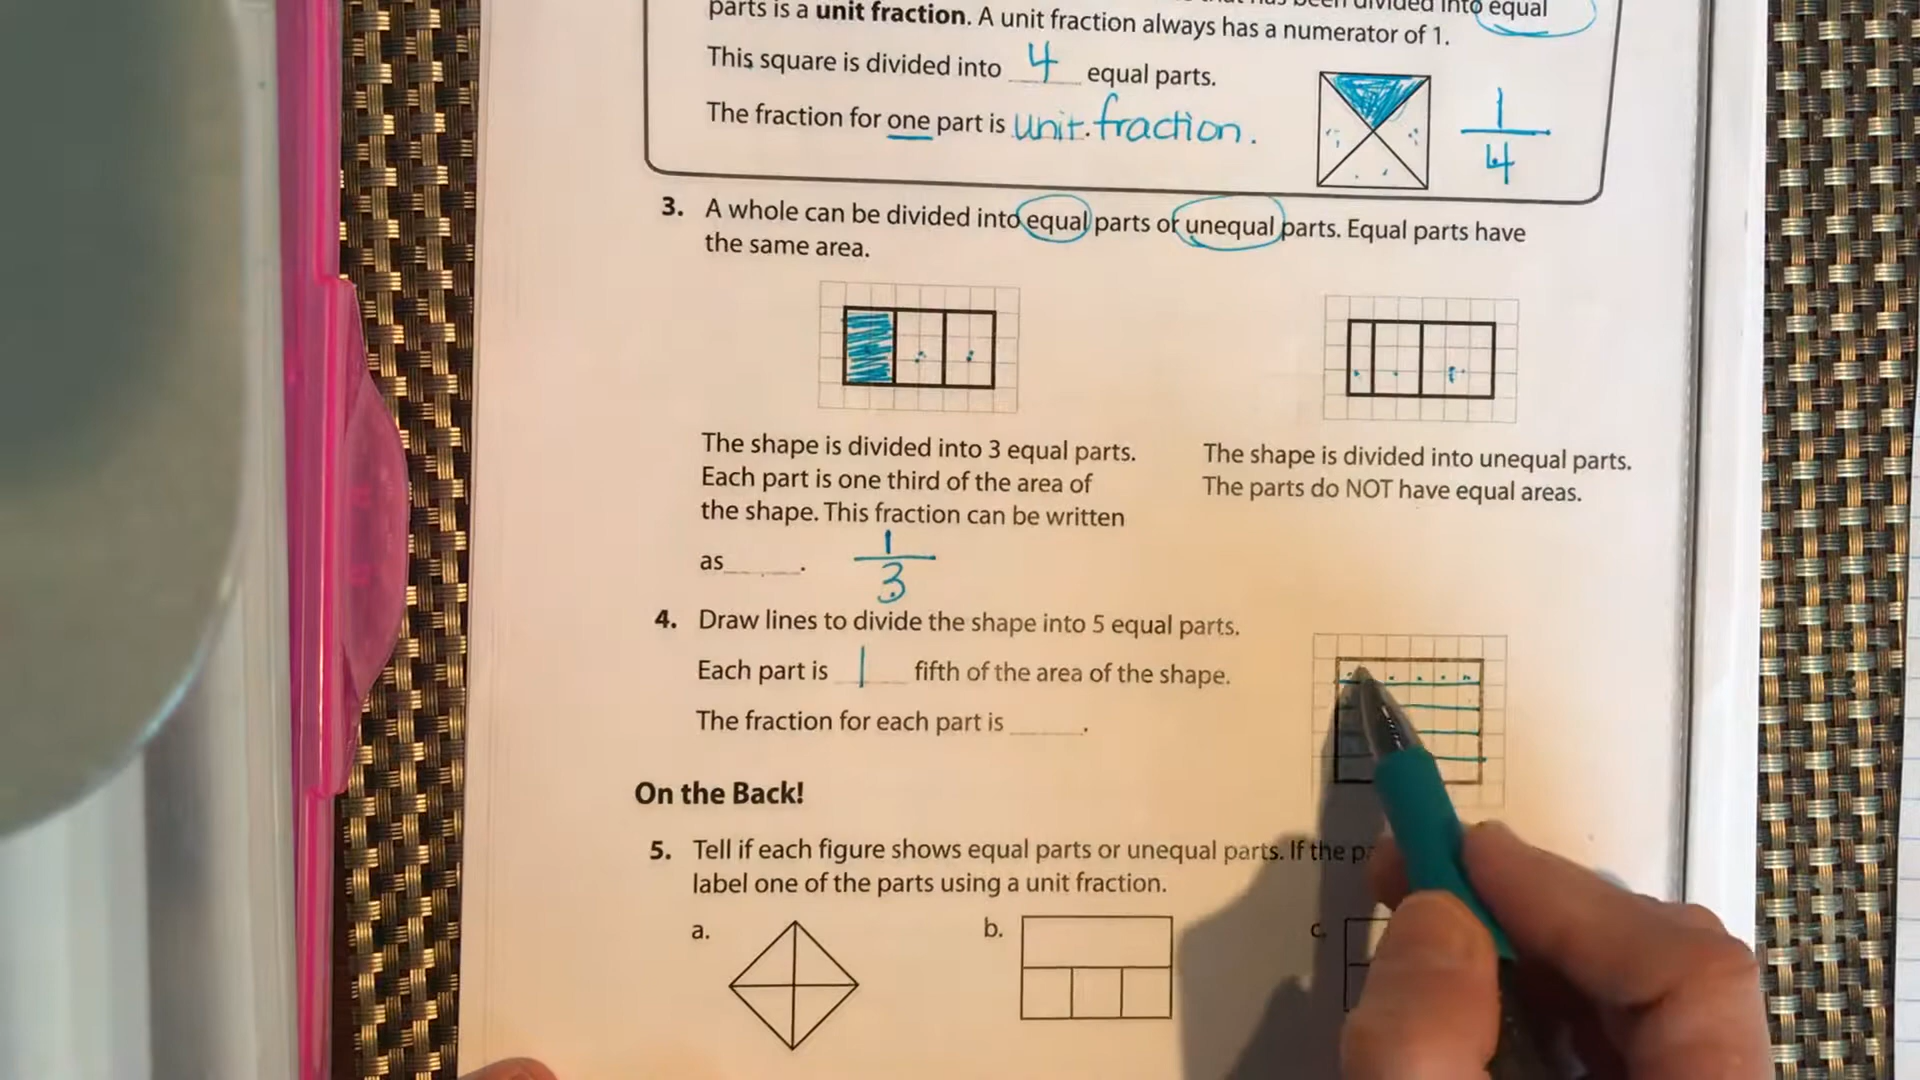 been divided into equal
parts is a unit fraction. A unit fraction always has a numerator of 1.
This square is divided into 4 equal parts.
The fraction for one part is unit fraction.
1
4
3. A whole can be divided into equal parts or unequal parts. Equal parts have
the same area.
The shape is divided into 3 equal parts.
Each part is one third of the area of
the shape. This fraction can be written
as_____.
1
3
The shape is divided into unequal parts.
The parts do NOT have equal areas.
4. Draw lines to divide the shape into 5 equal parts.
Each part is 1 fifth of the area of the shape.
The fraction for each part is _____.
On the Back!
5. Tell if each figure shows equal parts or unequal parts. If the
label one of the parts using a unit fraction.
a.
b.
c.